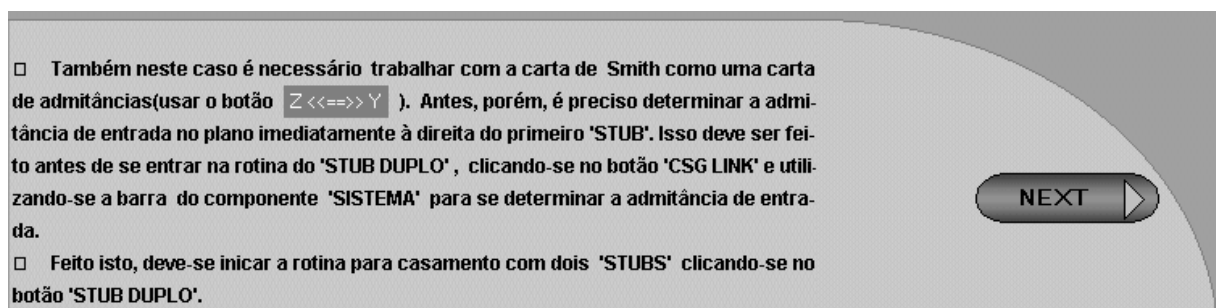 □ Também neste caso é necessário trabalhar com a carta de Smith como uma carta
de admitâncias(usar o botão Z <<==>> Y ). Antes, porém, é preciso determinar a admi-
tância de entrada no plano imediatamente à direita do primeiro 'STUB'. Isso deve ser fei-
to antes de se entrar na rotina do 'STUB DUPLO' , clicando-se no botão 'CSG LINK' e utili-
zando-se a barra do componente 'SISTEMA' para se determinar a admitância de entra-
da.
□ Feito isto, deve-se inicar a rotina para casamento com dois 'STUBS' clicando-se no
botão 'STUB DUPLO'.
NEXT